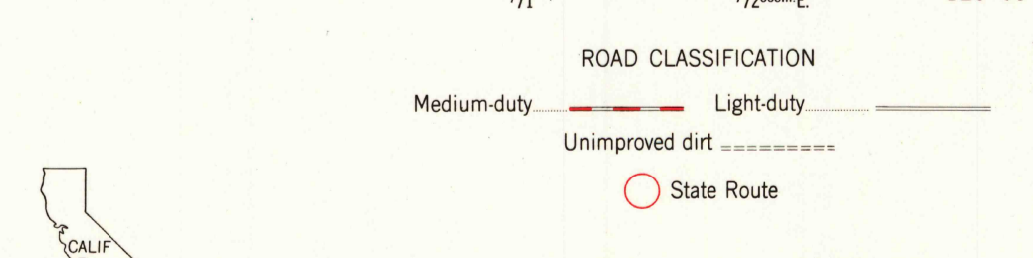 ROAD CLASSIFICATION
Medium-duty Light-duty
Unimproved dirt
State Route
CALIF